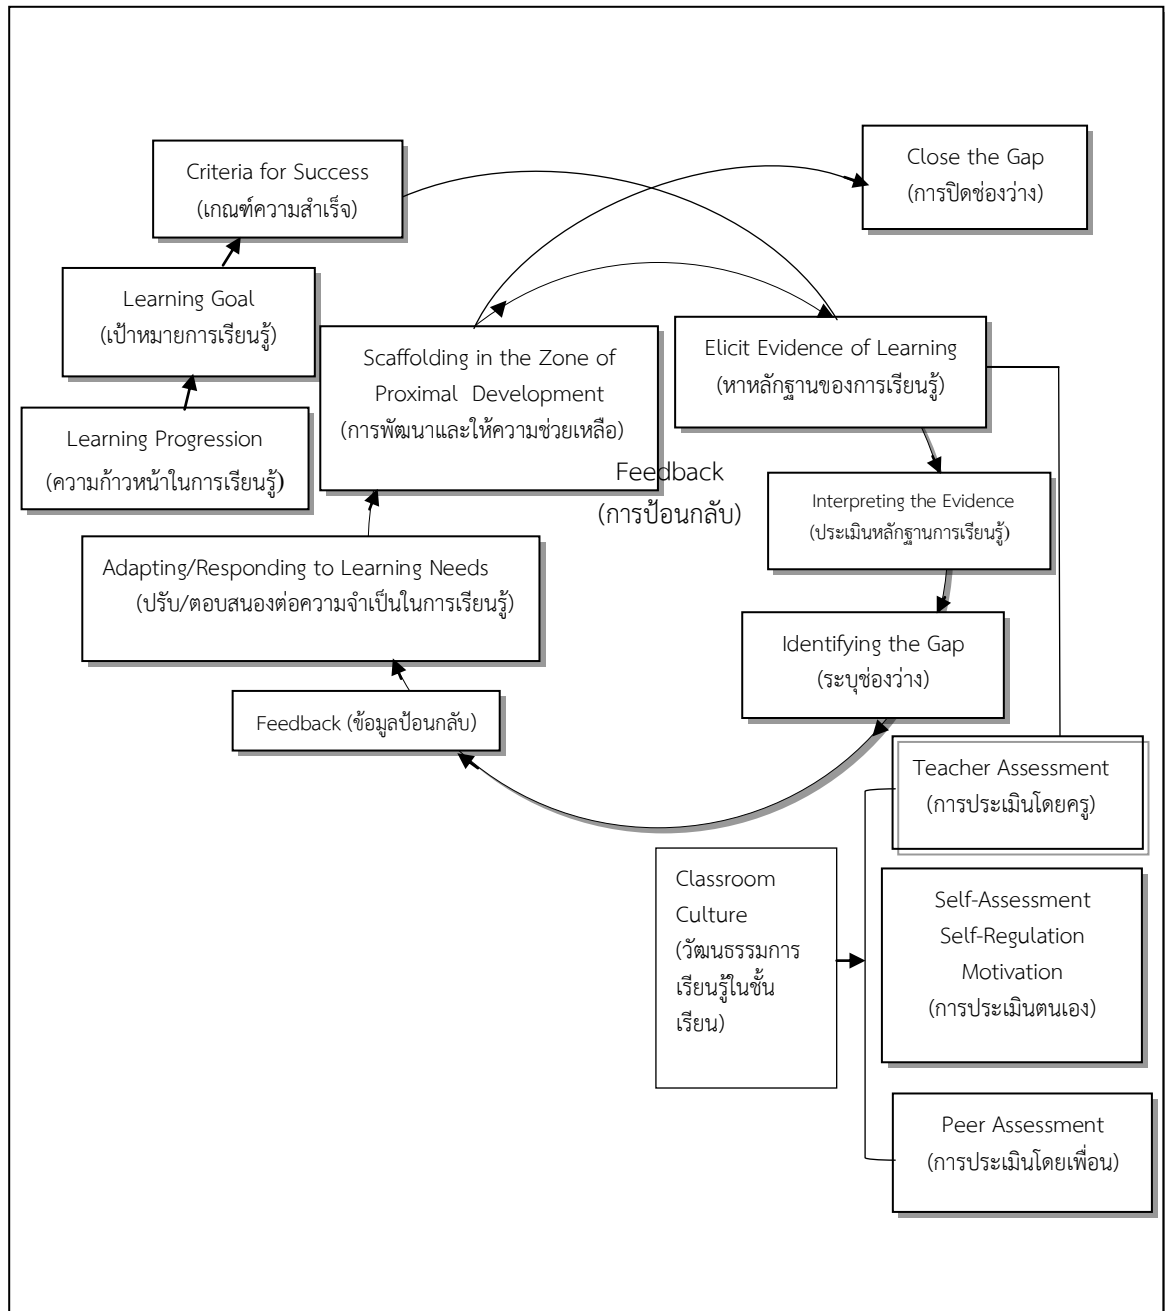 Criteria for Success
(เกณฑ์ความสำเร็จ)
Close the Gap
(การปิดช่องว่าง)
Learning Goal
(เป้าหมายการเรียนรู้)
Scaffolding in the Zone of
Proximal Development
(การพัฒนาและให้ความช่วยเหลือ)
Elicit Evidence of Learning
(หาหลักฐานของการเรียนรู้)
Learning Progression
(ความก้าวหน้าในการเรียนรู้)
Feedback
(การป้อนกลับ)
Interpreting the Evidence
(ประเมินหลักฐานการเรียนรู้)
Adapting/Responding to Learning Needs
(ปรับ/ตอบสนองต่อความจำเป็นในการเรียนรู้)
Identifying the Gap
(ระบุช่องว่าง)
Feedback (ข้อมูลป้อนกลับ)
Teacher Assessment
(การประเมินโดยครู)
Classroom
Culture
(วัฒนธรรมการ
เรียนรู้ในชั้น
เรียน)
Self-Assessment
Self-Regulation
Motivation
(การประเมินตนเอง)
Peer Assessment
(การประเมินโดยเพื่อน)